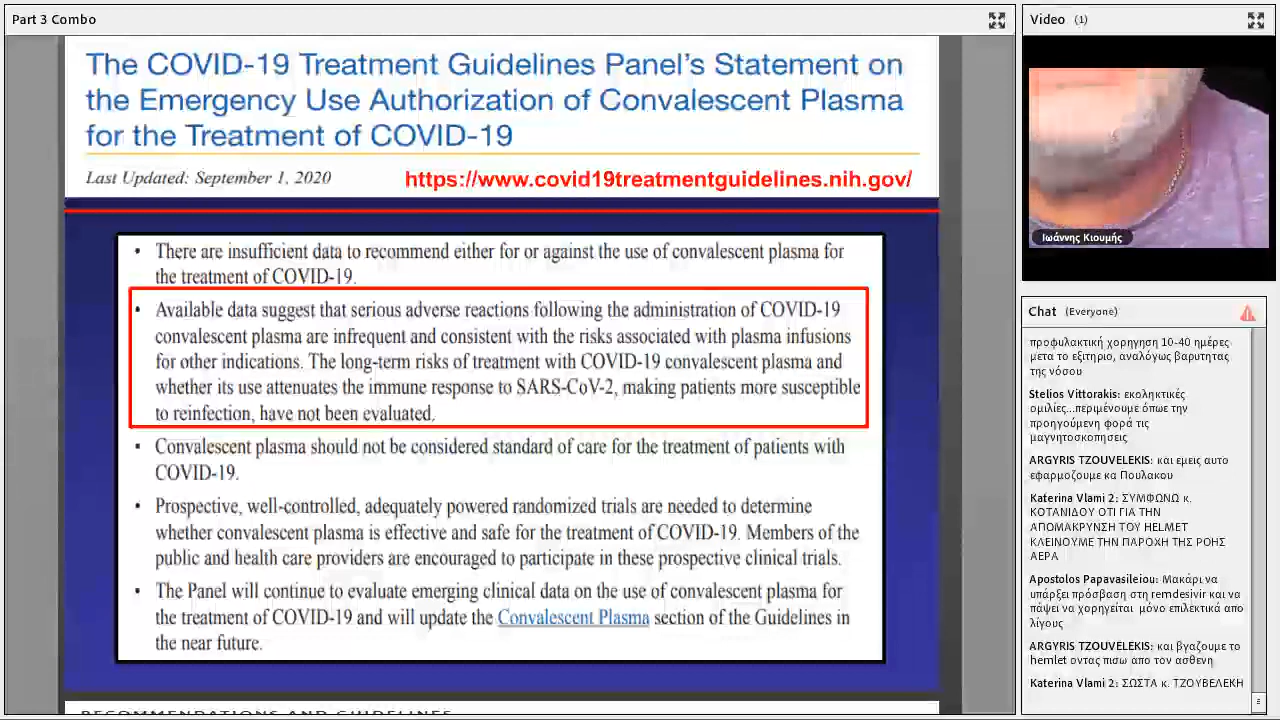 Part 3 Combo
The COVID-19 Treatment Guidelines Panel's Statement on
the Emergency Use Authorization of Convalescent Plasma
for the Treatment of COVID-19
Last Updated: September 1, 2020
https://www.covid19treatmentguidelines.nih.gov/
• There are insufficient data to recommend either for or against the use of convalescent plasma for
the treatment of COVID-19.
• Available data suggest that serious adverse reactions following the administration of COVID-19
convalescent plasma are infrequent and consistent with the risks associated with plasma infusions
for other indications. The long-term risks of treatment with COVID-19 convalescent plasma and
whether its use attenuates the immune response to SARS-CoV-2, making patients more susceptible
to reinfection, have not been evaluated.
• Convalescent plasma should not be considered standard of care for the treatment of patients with
COVID-19.
• Prospective, well-controlled, adequately powered randomized trials are needed to determine
whether convalescent plasma is effective and safe for the treatment of COVID-19. Members of the
public and health care providers are encouraged to participate in these prospective clinical trials.
• The Panel will continue to evaluate emerging clinical data on the use of convalescent plasma for
the treatment of COVID-19 and will update the Convalescent Plasma section of the Guidelines in
the near future.
RECOMMENDATIONS AND GUIDELINES
Video (1)
Ιωάννης Κιουμής
Chat (Everyone)
προφυλακτική χορηγηση 10-40 ημέρες
μετα το εξιτηριο, αναλόγως βαρυτητας
της νόσου
Stelios Vittorakis: εκοληκτικές
ομιλίες...περιμένουμε όπως την
προηγούμενη φορά τις
μαγνητοσκοπησεις
ARGYRIS TZOUVELEKIS: και εμεις αυτο
εφαρμοζουμε κα Πουλακου
Katerina Vlami 2: ΣΥΜΦΩΝΩ κ.
ΚΟΤΑΝΙΔΟΥ ΟΤΙ ΓΙΑ ΤΗΝ
ΑΠΟΜΑΚΡΥΝΣΗ ΤΟΥ HELMET
ΚΛΕΙΝΟΥΜΕ ΤΗΝ ΠΑΡΟΧΗ ΤΗΣ ΡΟΗΣ
ΑΕΡΑ
Apostolos Papavasileiou: Μακάρι να
υπάρξει πρόσβαση στη remdesivir και να
πάψει να χορηγείται μόνο επιλεκτικά απο
λίγους
ARGYRIS TZOUVELEKIS: και βγαζουμε το
hemlet οντας πισω απο τον ασθενη
Katerina Vlami 2: ΣΩΣΤΑ κ. ΤΖΟΥΒΕΛΕΚΗ